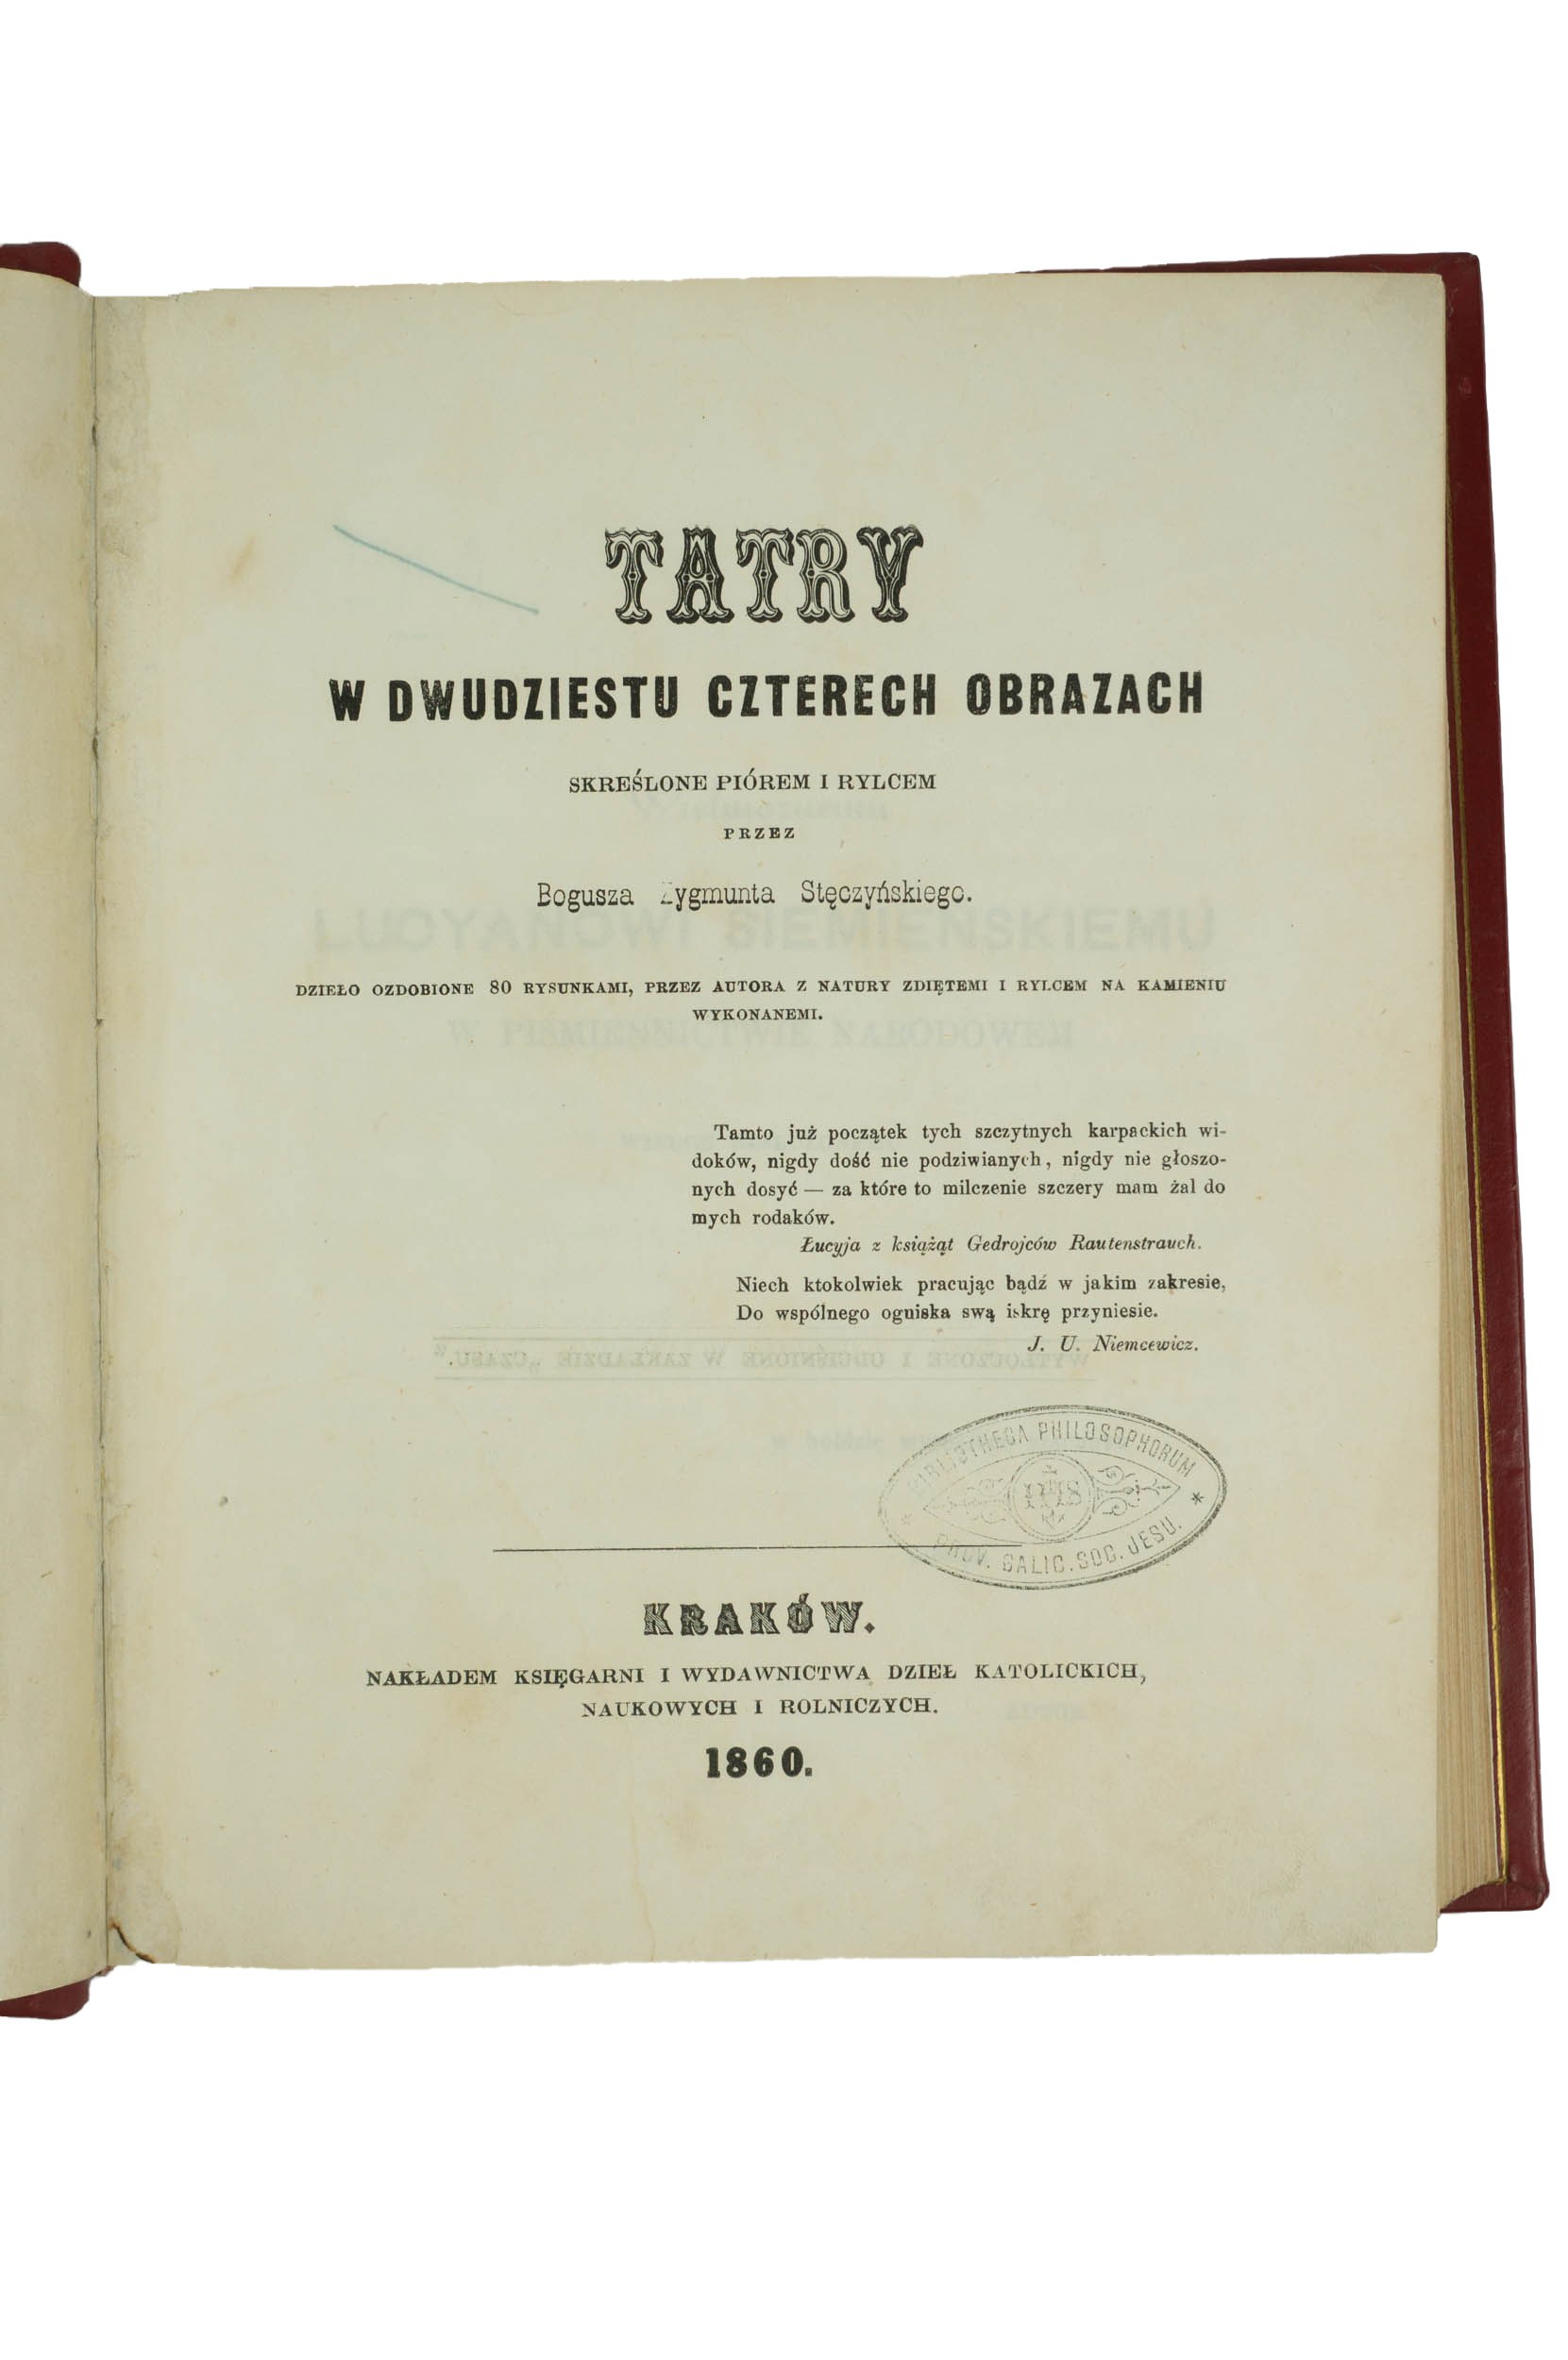 TATRY
W DWUDZIESTU CZTERECH OBRAZACH
SKREŚLONE PIÓREM I RYLCEM
PRZEZ
Bogusza Zygmunta Stęczyńskiego.
DZIEŁO OZDOBIONE 80 RYSUNKAMI, PRZEZ AUTORA Z NATURY ZDIĘTEMI I RYLCEM NA KAMIENIU
WYKONANEMI.
Tamto już początek tych szczytnych karpackich wi-
doków, nigdy dość nie podziwianych, nigdy nie głoszo-
nych dosyć — za które to milczenie szczery mam żal do
mych rodaków.
Łucyja z książąt Gedrojców Rautenstrauch.
Niech ktokolwiek pracując bądź w jakim zakresie,
Do wspólnego ogniska swą iskrę przyniesie.
J. U. Niemcewicz.
BIBLIOTHECA PHILOSOPHORUM
IHS
* PROV. GALIC. SOC. JESU. *
KRAKÓW.
NAKŁADEM KSIĘGARNI I WYDAWNICTWA DZIEŁ KATOLICKICH,
NAUKOWYCH I ROLNICZYCH.
1860.